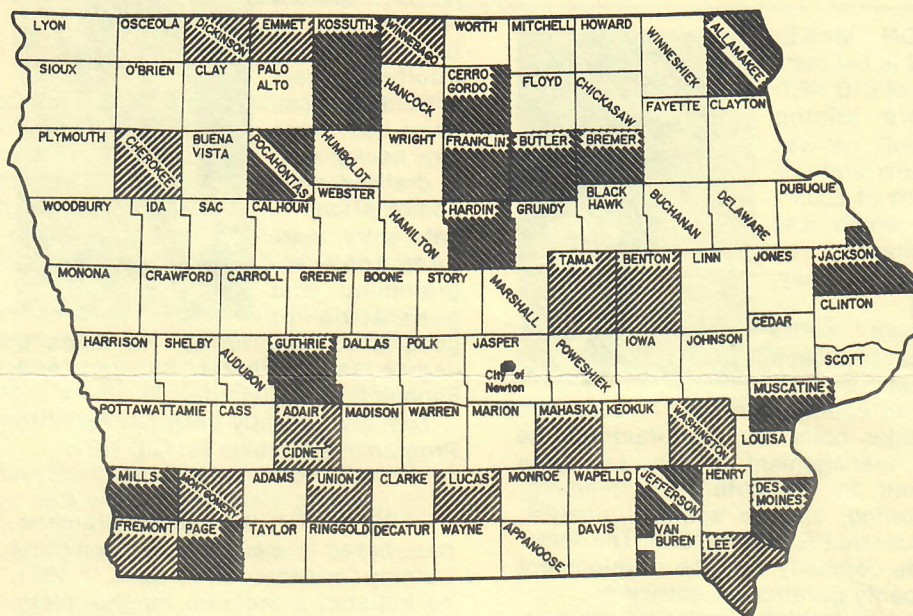 LYON
OSCEOLA
DICKINSON
EMMET
KOSSUTH
WINNEBAGO
WORTH
MITCHELL
HOWARD
WINNESHIEK
ALLAMAKEE
SIOUX
O'BRIEN
CLAY
PALO
ALTO
HANCOCK
CERRO
GORDO
FLOYD
CHICKASAW
FAYETTE
CLAYTON
PLYMOUTH
CHEROKEE
BUENA
VISTA
POCAHONTAS
HUMBOLDT
WRIGHT
FRANKLIN
BUTLER
BREMER
WOODBURY
IDA
SAC
CALHOUN
WEBSTER
HAMILTON
HARDIN
GRUNDY
BLACK
HAWK
BUCHANAN
DELAWARE
DUBUQUE
MONONA
CRAWFORD
CARROLL
GREENE
BOONE
STORY
MARSHALL
TAMA
BENTON
LINN
JONES
JACKSON
CLINTON
CEDAR
HARRISON
SHELBY
AUDUBON
GUTHRIE
DALLAS
POLK
JASPER
City of
Newton
POWESHIEK
IOWA
JOHNSON
SCOTT
MUSCATINE
POTTAWATTAMIE
CASS
ADAIR
CIDNET
MADISON
WARREN
MARION
MAHASKA
KEOKUK
WASHINGTON
LOUISA
MILLS
MONTGOMERY
ADAMS
UNION
CLARKE
LUCAS
MONROE
WAPELLO
JEFFERSON
HENRY
DES
MOINES
FREMONT
PAGE
TAYLOR
RINGGOLD
DECATUR
WAYNE
APPANOOSE
DAVIS
VAN
BUREN
LEE